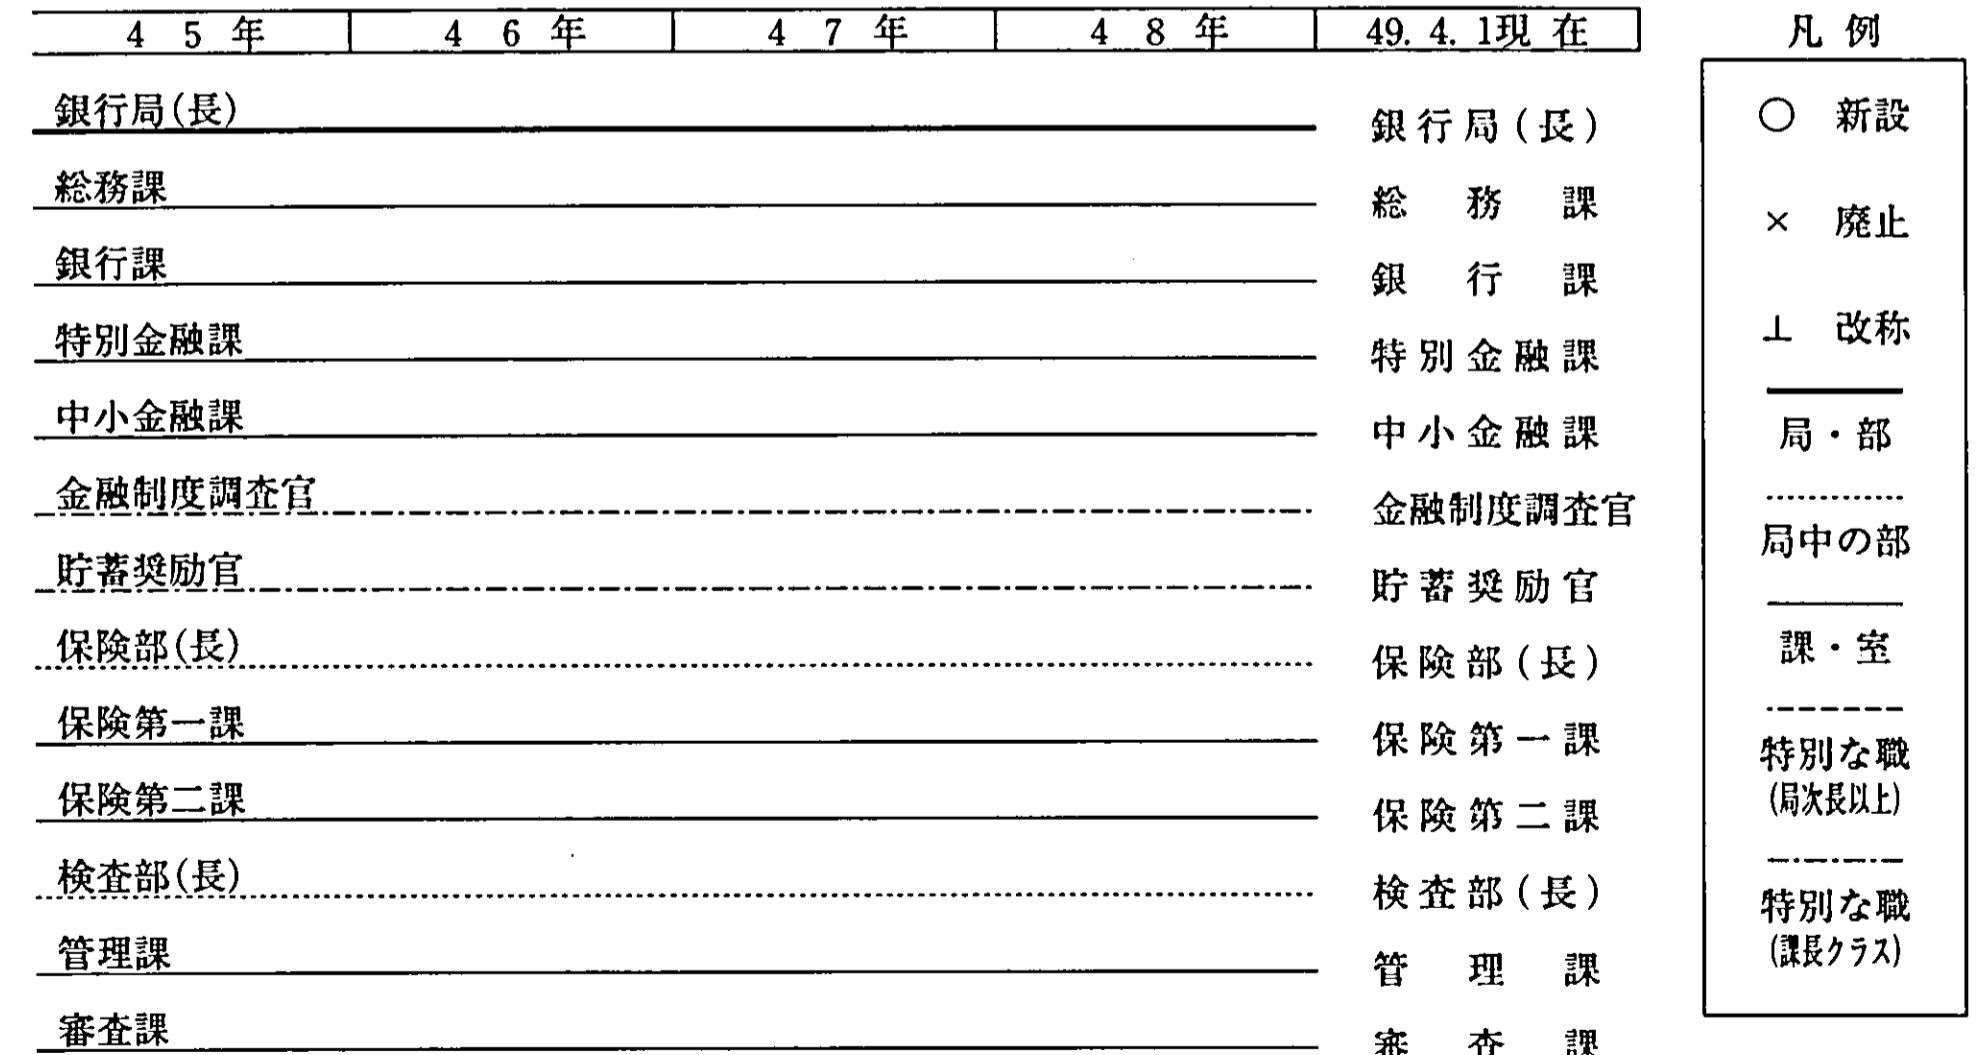 45年 46年 47年 48年 49. 4. 1現在
銀行局(長) 銀行局(長)
総務課 総務課
銀行課 銀行課
特別金融課 特別金融課
中小金融課 中小金融課
金融制度調査官 金融制度調査官
貯蓄奨励官 貯蓄奨励官
保険部(長) 保険部(長)
保険第一課 保険第一課
保険第二課 保険第二課
検査部(長) 検査部(長)
管理課 管理課
審査課 審査課
凡例
○ 新設
× 廃止
⊥ 改称
局・部
局中の部
課・室
特別な職
(局次長以上)
特別な職
(課長クラス)